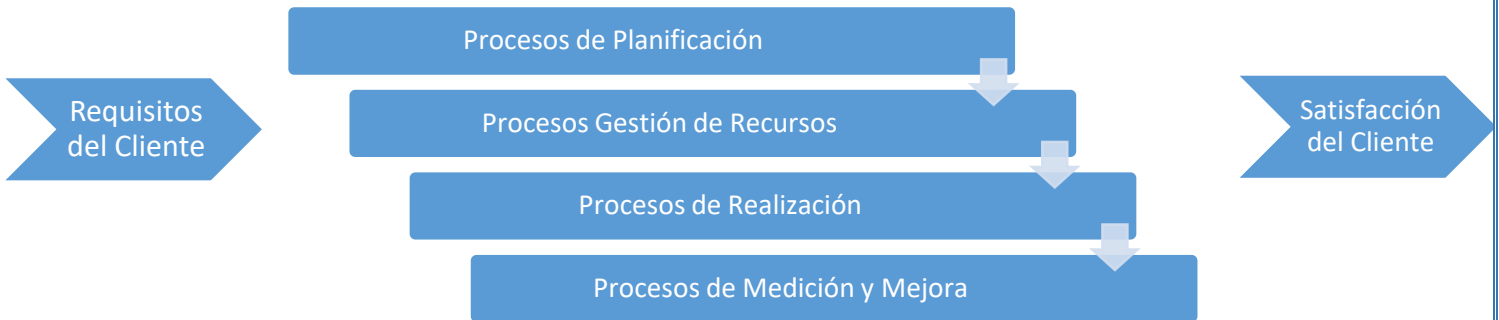 Requisitos
del Cliente
Procesos de Planificación
Procesos Gestión de Recursos
Procesos de Realización
Procesos de Medición y Mejora
Satisfacción
del Cliente